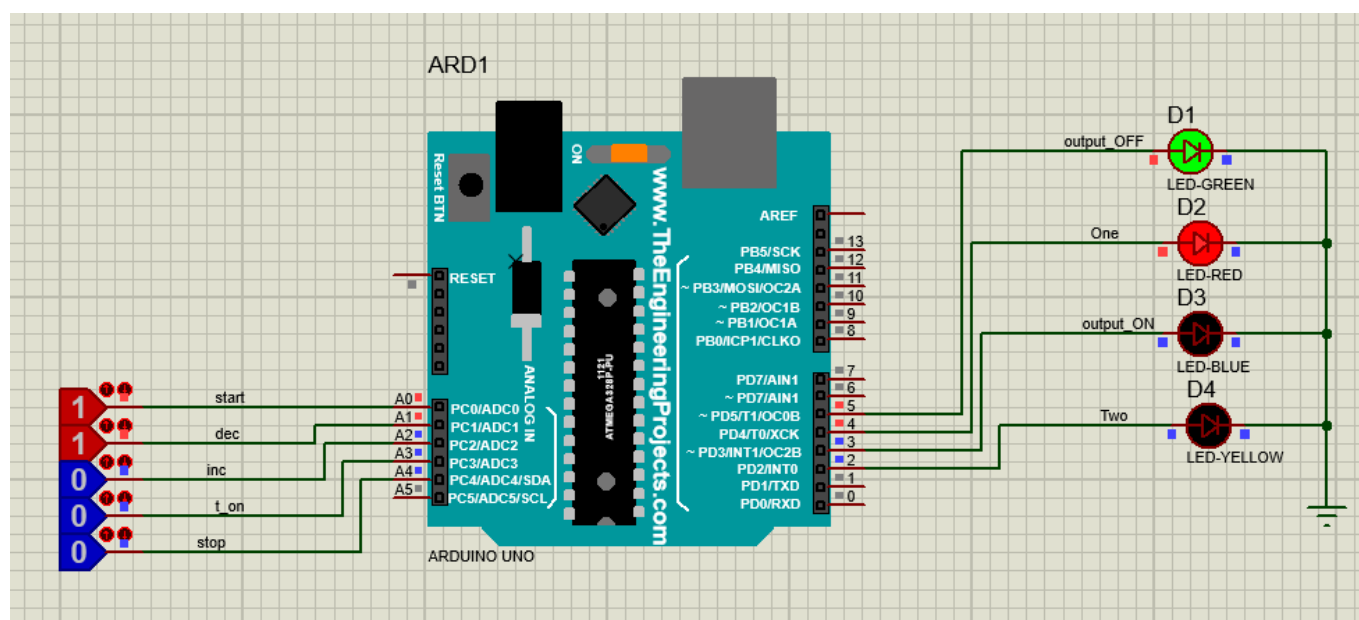 ARD1
Reset BTN
ON
www.TheEngineeringProjects.com
RESET
AREF
PB5/SCK
13
PB4/MISO
12
~ PB3/MOSI/OC2A
11
~ PB2/OC1B
10
~ PB1/OC1A
9
PB0/ICP1/CLKO
8
1121
ATMEGA328P-PU
ANALOG IN
PD7/AIN1
7
~ PD7/AIN1
6
~ PD5/T1/OC0B
5
PD4/T0/XCK
4
~ PD3/INT1/OC2B
3
PD2/INT0
2
PD1/TXD
1
PD0/RXD
0
1
start
A0
PC0/ADC0
1
dec
A1
PC1/ADC1
0
inc
A2
PC2/ADC2
0
t_on
A3
PC3/ADC3
0
stop
A4
PC4/ADC4/SDA
A5
PC5/ADC5/SCL
ARDUINO UNO
D1
output_OFF
LED-GREEN
D2
One
LED-RED
D3
output_ON
LED-BLUE
D4
Two
LED-YELLOW